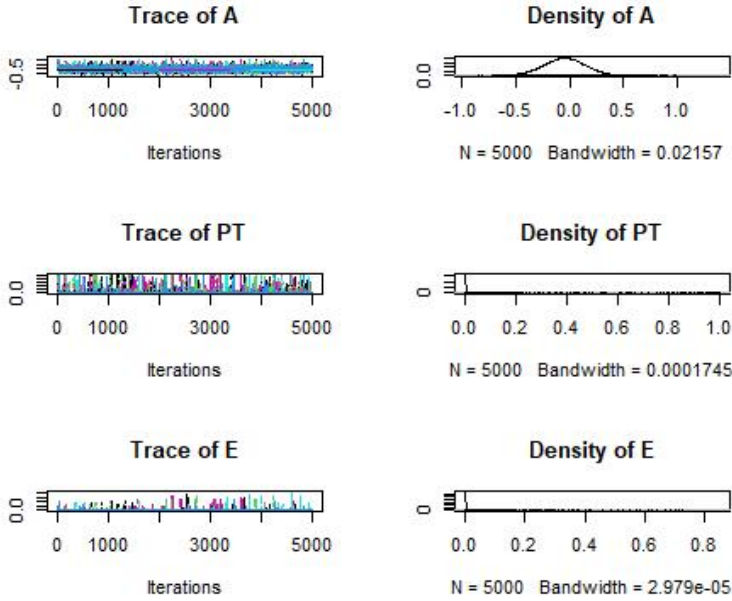 Trace of A
Density of A
-0.5
0.0
0 1000 3000 5000
-1.0 -0.5 0.0 0.5 1.0
Iterations
N = 5000 Bandwidth = 0.02157
Trace of PT
Density of PT
0.0
0
0 1000 3000 5000
0.0 0.2 0.4 0.6 0.8 1.0
Iterations
N = 5000 Bandwidth = 0.0001745
Trace of E
Density of E
0.0
0
0 1000 3000 5000
0.0 0.2 0.4 0.6 0.8
Iterations
N = 5000 Bandwidth = 2.979e-05